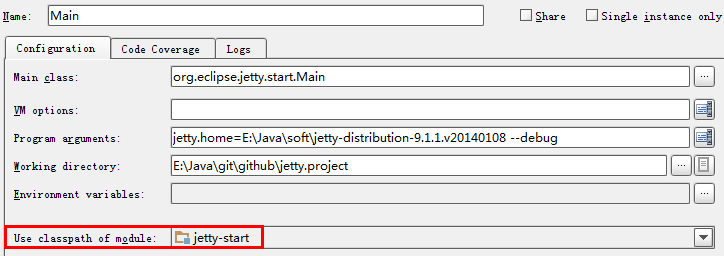 Name: Main Share Single instance only
Configuration Code Coverage Logs
Main class: org.eclipse.jetty.start.Main ...
VM options:
Program arguments: jetty.home=E:\Java\soft\jetty-distribution-9.1.1.v20140108 --debug
Working directory: E:\Java\git\github\jetty.project ...
Environment variables: ...
Use classpath of module: jetty-start